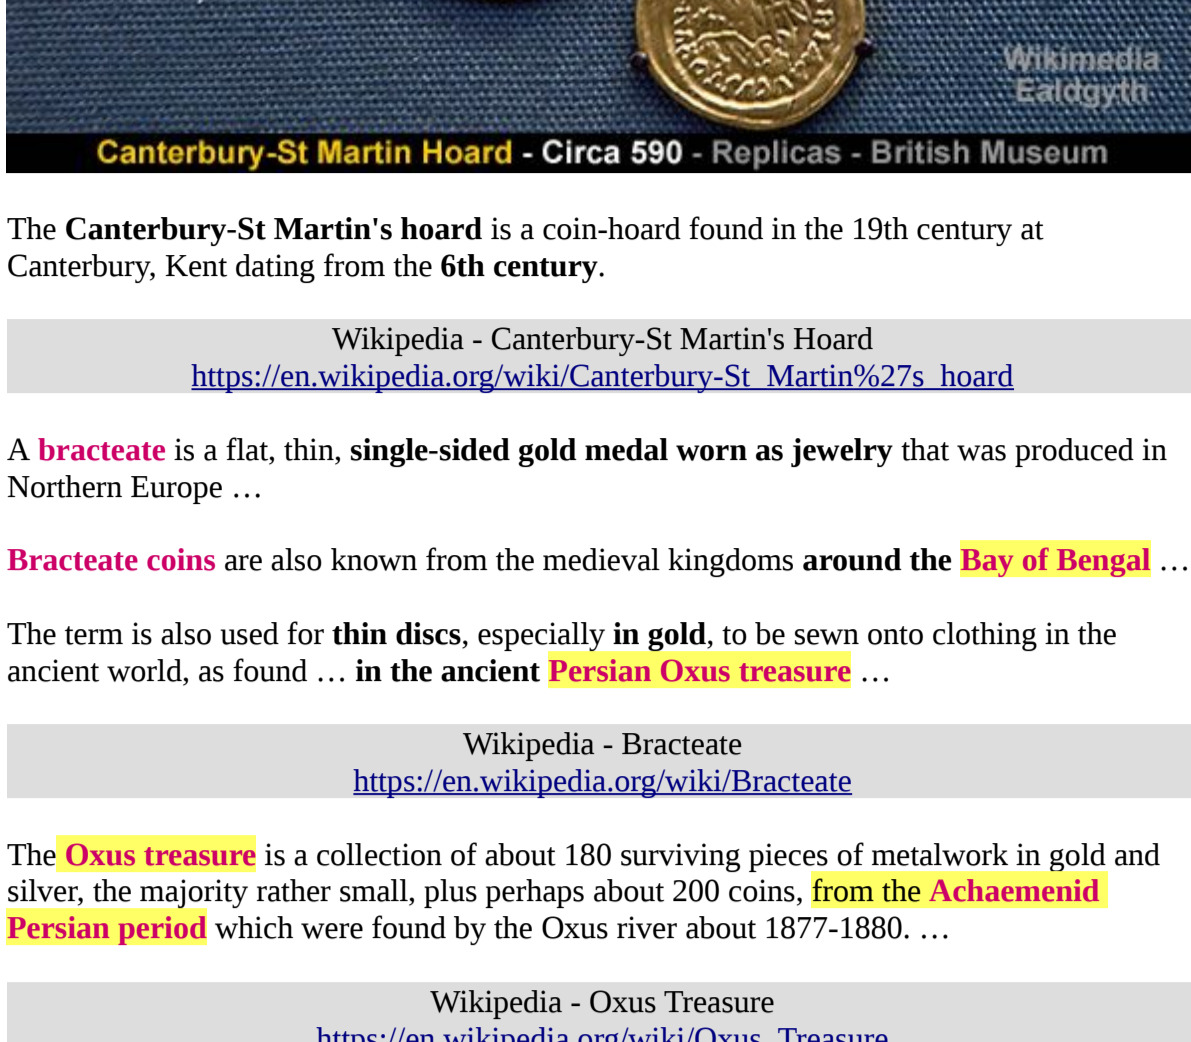 Wikimedia
Ealdgyth
Canterbury-St Martin Hoard - Circa 590 - Replicas - British Museum
The Canterbury-St Martin's hoard is a coin-hoard found in the 19th century at
Canterbury, Kent dating from the 6th century.
Wikipedia - Canterbury-St Martin's Hoard
https://en.wikipedia.org/wiki/Canterbury-St_Martin%27s_hoard
A bracteate is a flat, thin, single-sided gold medal worn as jewelry that was produced in
Northern Europe …
Bracteate coins are also known from the medieval kingdoms around the Bay of Bengal …
The term is also used for thin discs, especially in gold, to be sewn onto clothing in the
ancient world, as found … in the ancient Persian Oxus treasure …
Wikipedia - Bracteate
https://en.wikipedia.org/wiki/Bracteate
The Oxus treasure is a collection of about 180 surviving pieces of metalwork in gold and
silver, the majority rather small, plus perhaps about 200 coins, from the Achaemenid
Persian period which were found by the Oxus river about 1877-1880. …
Wikipedia - Oxus Treasure
https://en.wikipedia.org/wiki/Oxus_Treasure